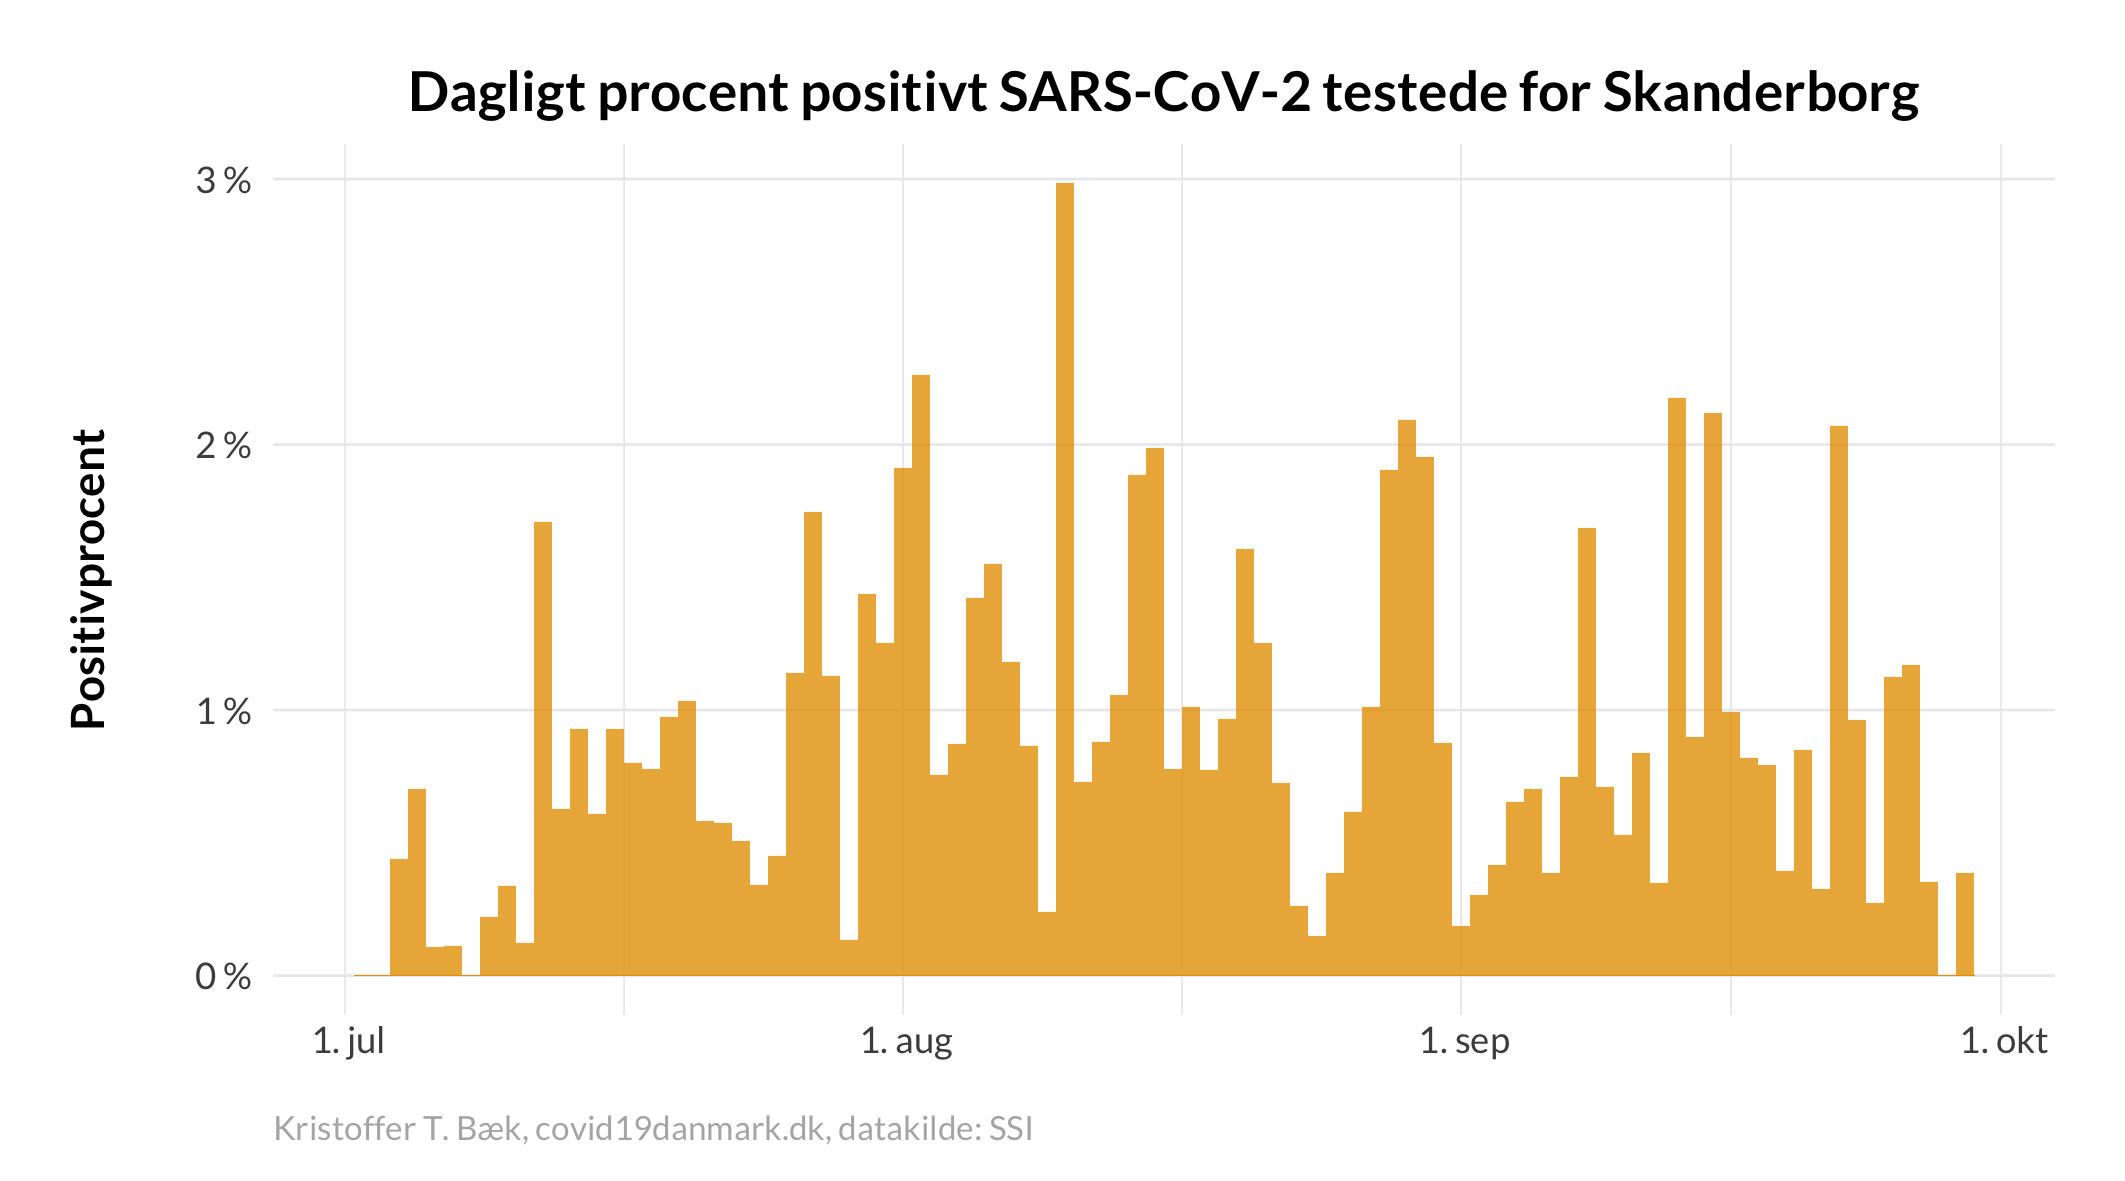 Dagligt procent positivt SARS-CoV-2 testede for Skanderborg
Positivprocent
3 %
2 %
1 %
0 %
1. jul
1. aug
1. sep
1. okt
Kristoffer T. Bæk, covid19danmark.dk, datakilde: SSI